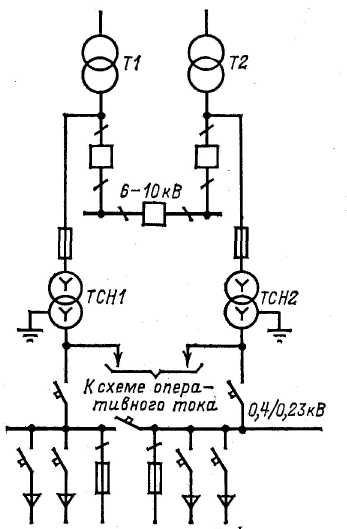 T1
T2
6-10кВ
ТСН1
ТСН2
К схеме опера-
тивного тока
0,4/0,23кВ